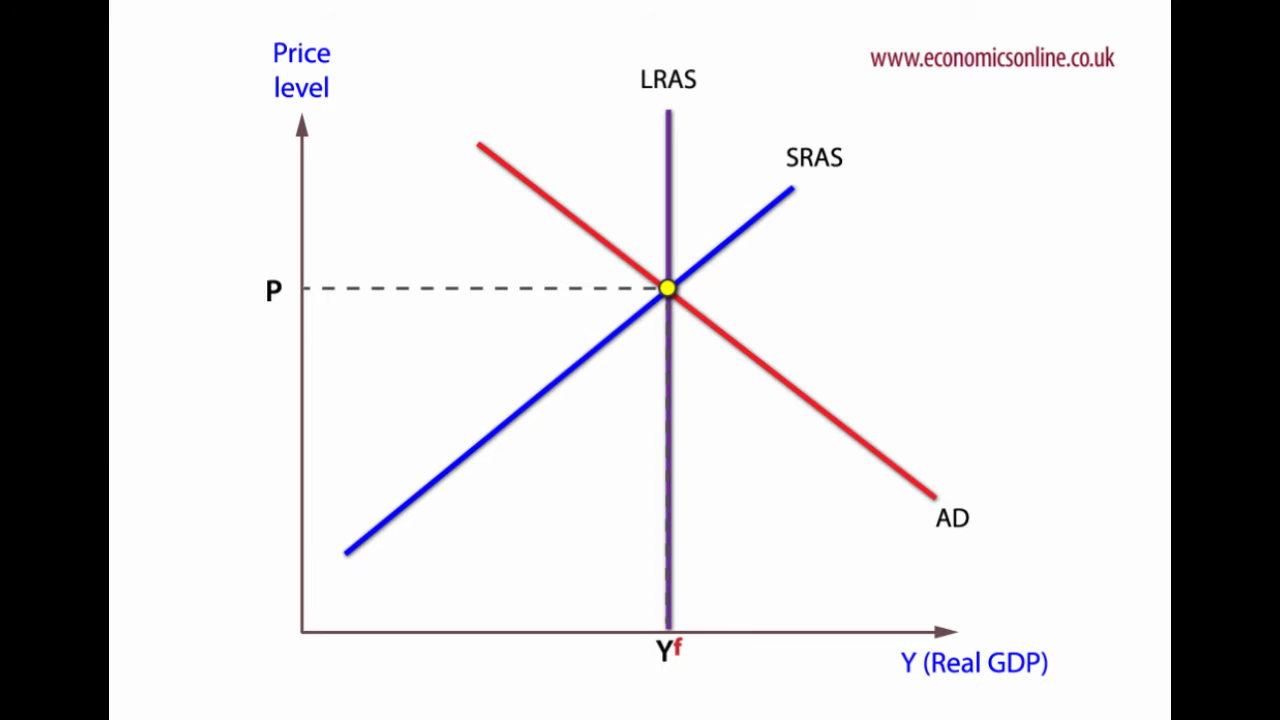 Price
level
www.economicsonline.co.uk
LRAS
SRAS
P
AD
Yf
Y (Real GDP)